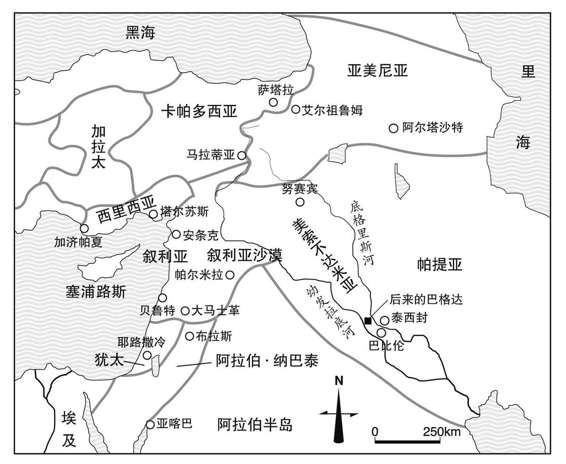 黑海
亚美尼亚
里
海
萨塔拉
艾尔祖鲁姆
卡帕多西亚
阿尔塔沙特
加拉太
马拉蒂亚
努赛宾
西里西亚
塔尔苏斯
底格里斯河
加济帕夏
安条克
美索不达米亚
叙利亚
叙利亚沙漠
帕提亚
帕尔米拉
塞浦路斯
幼发拉底河
后来的巴格达
贝鲁特
大马士革
泰西封
布拉斯
巴比伦
耶路撒冷
犹太
阿拉伯·纳巴泰
N
埃及
亚喀巴
阿拉伯半岛
0 250km